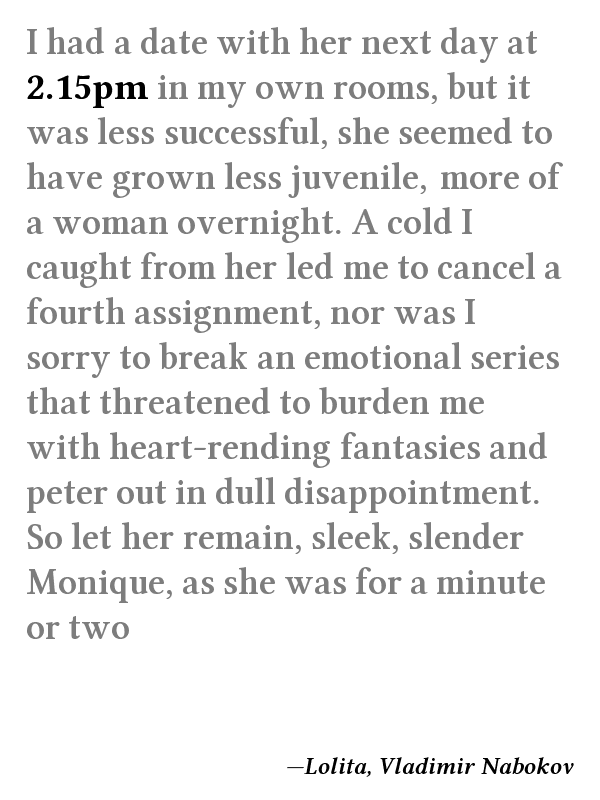 I had a date with her next day at
2.15pm in my own rooms, but it
was less successful, she seemed to
have grown less juvenile, more of
a woman overnight. A cold I
caught from her led me to cancel a
fourth assignment, nor was I
sorry to break an emotional series
that threatened to burden me
with heart-rending fantasies and
peter out in dull disappointment.
So let her remain, sleek, slender
Monique, as she was for a minute
or two
—Lolita, Vladimir Nabokov